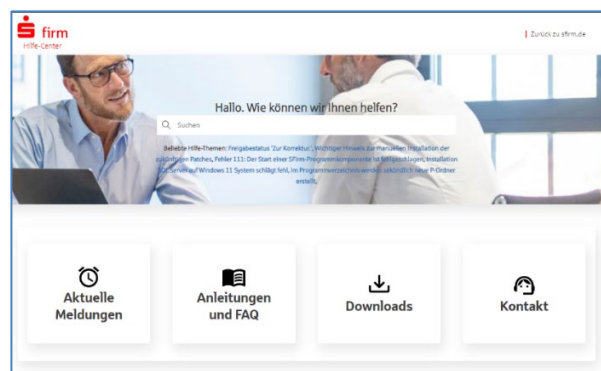 firm
Hilfe-Center
Zurück zu sfirm.de
Hallo. Wie können wir Ihnen helfen?
Suchen
Beliebte Hilfe-Themen: Freigabestatus 'Zur Korrektur', Wichtiger Hinweis zur manuellen Installation der
zukünftigen Patches, Fehler 111: Der Start einer SFirm-Programmkomponente ist fehlgeschlagen, Installation
SQL Server auf Windows 11 System schlägt fehl, Im Programmverzeichnis werden sekündlich neue P-Ordner
erstellt,
Aktuelle
Meldungen
Anleitungen
und FAQ
Downloads
Kontakt